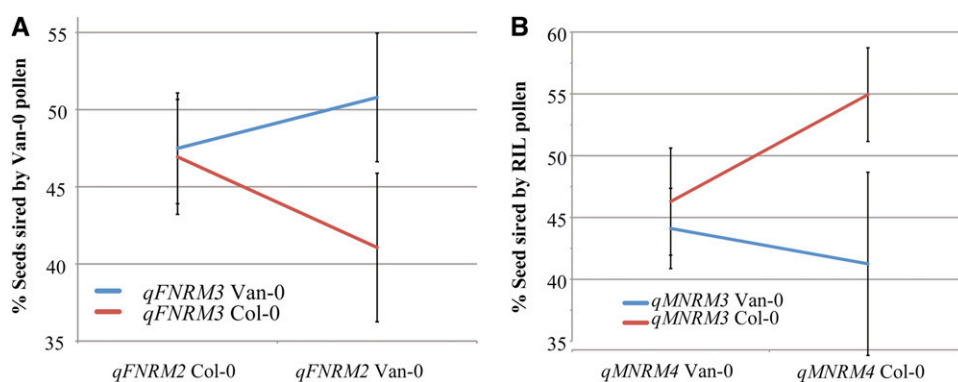 A
% Seeds sired by Van-0 pollen
55
50
45
40
35
qFNRM3 Van-0
qFNRM3 Col-0
qFNRM2 Col-0
qFNRM2 Van-0
B
% Seed sired by RIL pollen
60
55
50
45
40
35
qMNRM3 Van-0
qMNRM3 Col-0
qMNRM4 Van-0
qMNRM4 Col-0